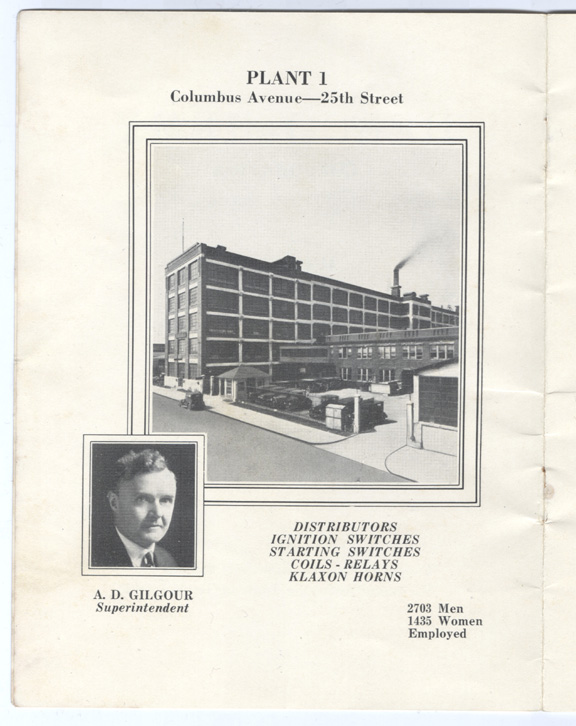 PLANT 1
Columbus Avenue—25th Street
DISTRIBUTORS
IGNITION SWITCHES
STARTING SWITCHES
COILS - RELAYS
KLAXON HORNS
A. D. GILGOUR
Superintendent
2703 Men
1435 Women
Employed